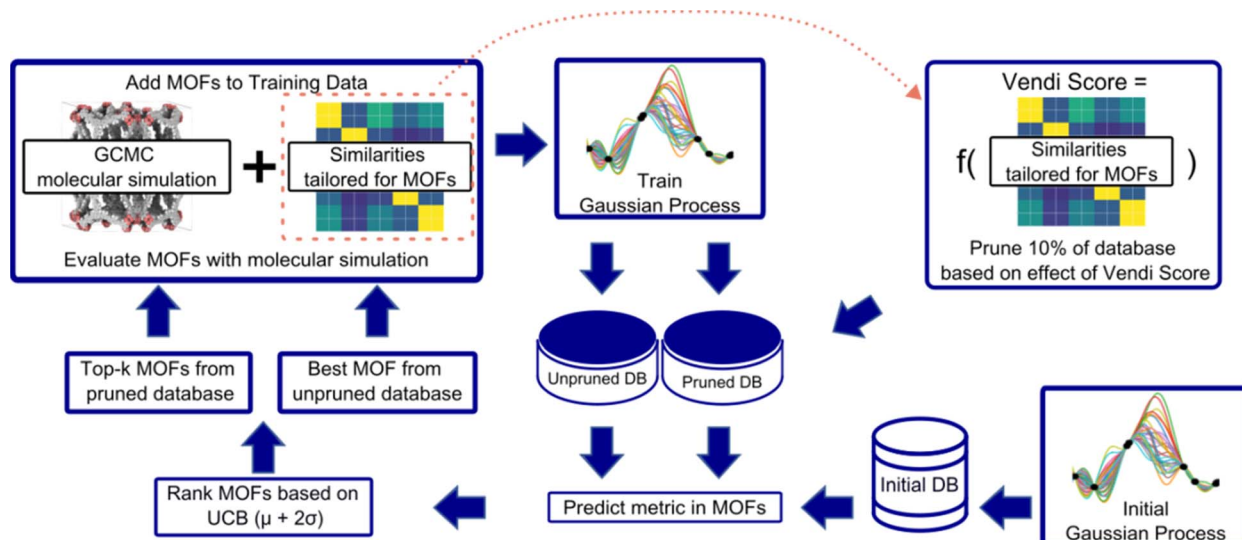 Add MOFs to Training Data
GCMC
molecular simulation
+
Similarities
tailored for MOFs
Evaluate MOFs with molecular simulation
Train
Gaussian Process
Vendi Score =
f(
Similarities
tailored for MOFs
)
Prune 10% of database
based on effect of Vendi Score
Top-k MOFs from
pruned database
Best MOF from
unpruned database
Unpruned DB
Pruned DB
Rank MOFs based on
UCB (μ + 2σ)
Predict metric in MOFs
Initial DB
Initial
Gaussian Process